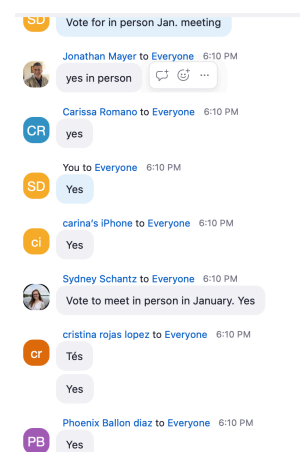 SD
Vote for in person Jan. meeting
Jonathan Mayer to Everyone 6:10 PM
yes in person
Carissa Romano to Everyone 6:10 PM
CR
yes
You to Everyone 6:10 PM
SD
Yes
carina's iPhone to Everyone 6:10 PM
ci
Yes
Sydney Schantz to Everyone 6:10 PM
Vote to meet in person in January. Yes
cristina rojas lopez to Everyone 6:10 PM
cr
Tés
Yes
Phoenix Ballon diaz to Everyone 6:10 PM
PB
Yes